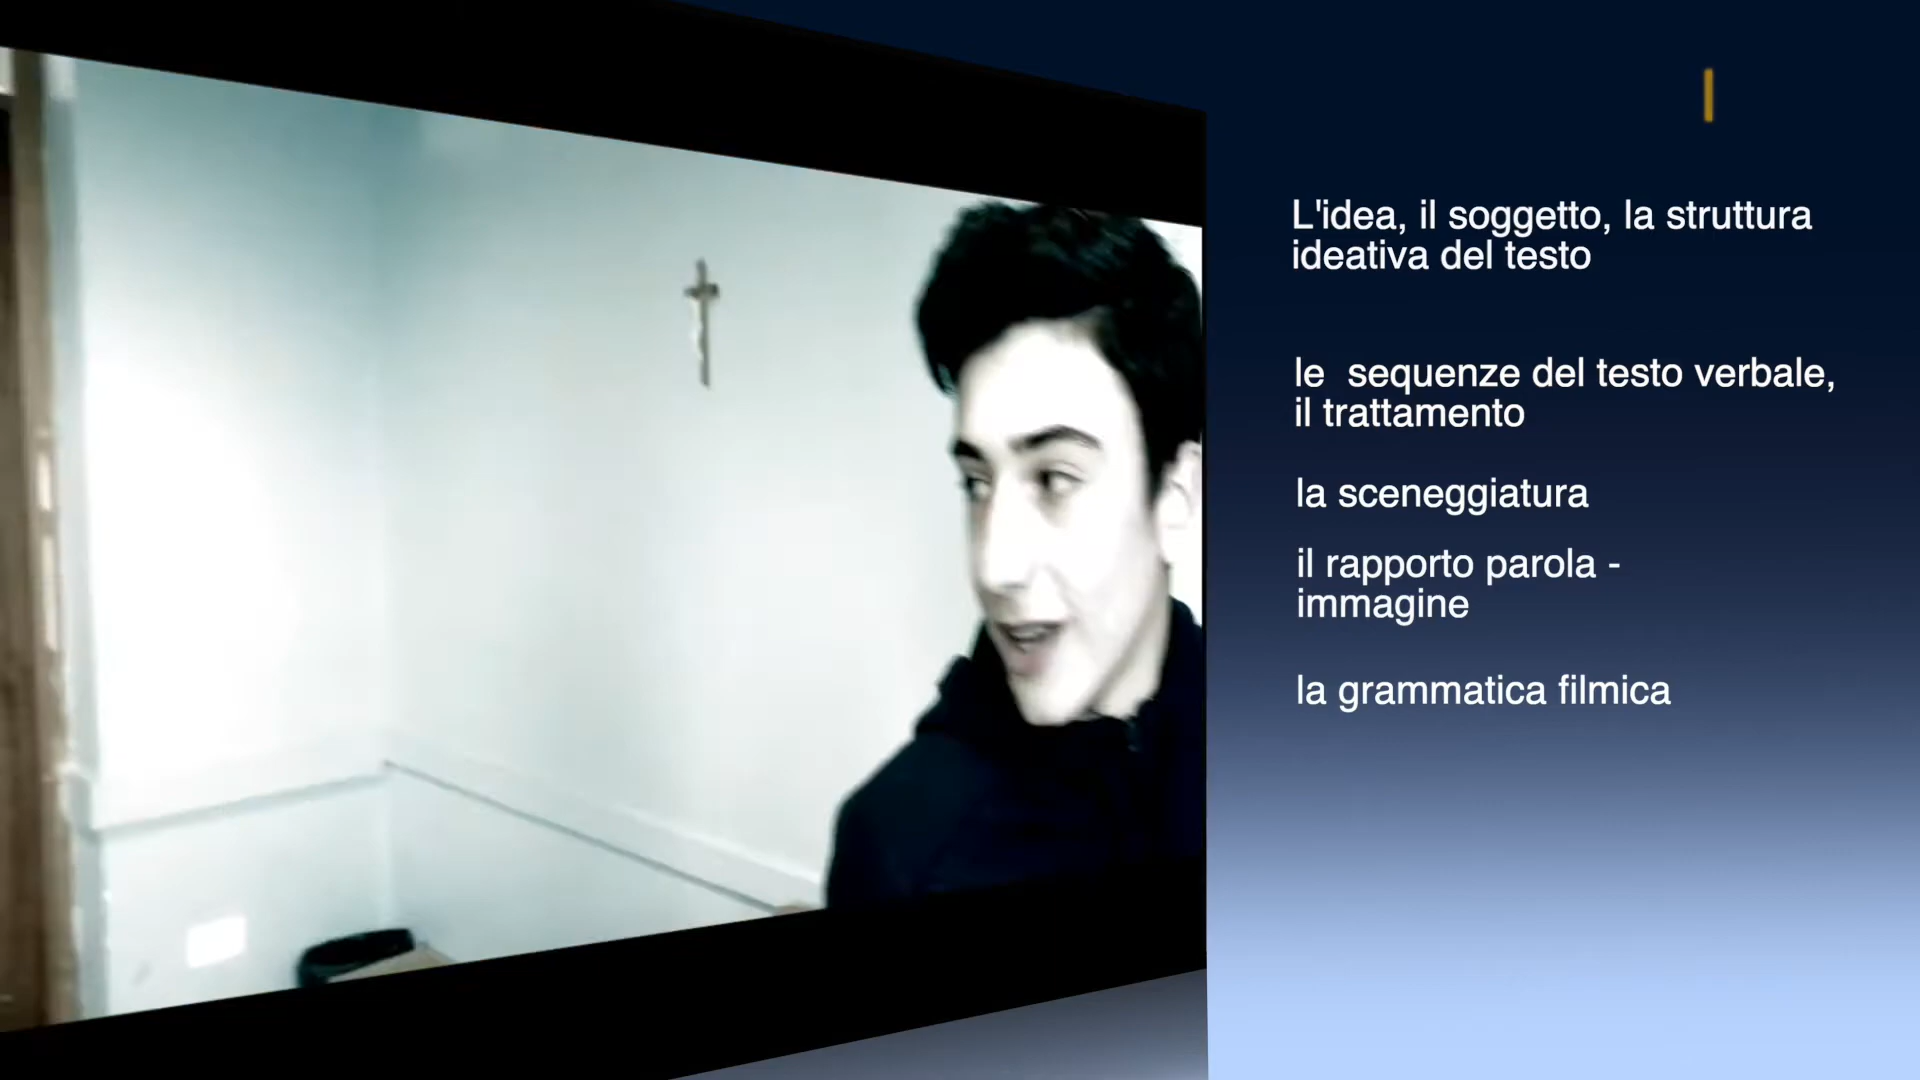 L'idea, il soggetto, la struttura
ideativa del testo
le  sequenze del testo verbale,
il trattamento
la sceneggiatura
il rapporto parola -
immagine
la grammatica filmica